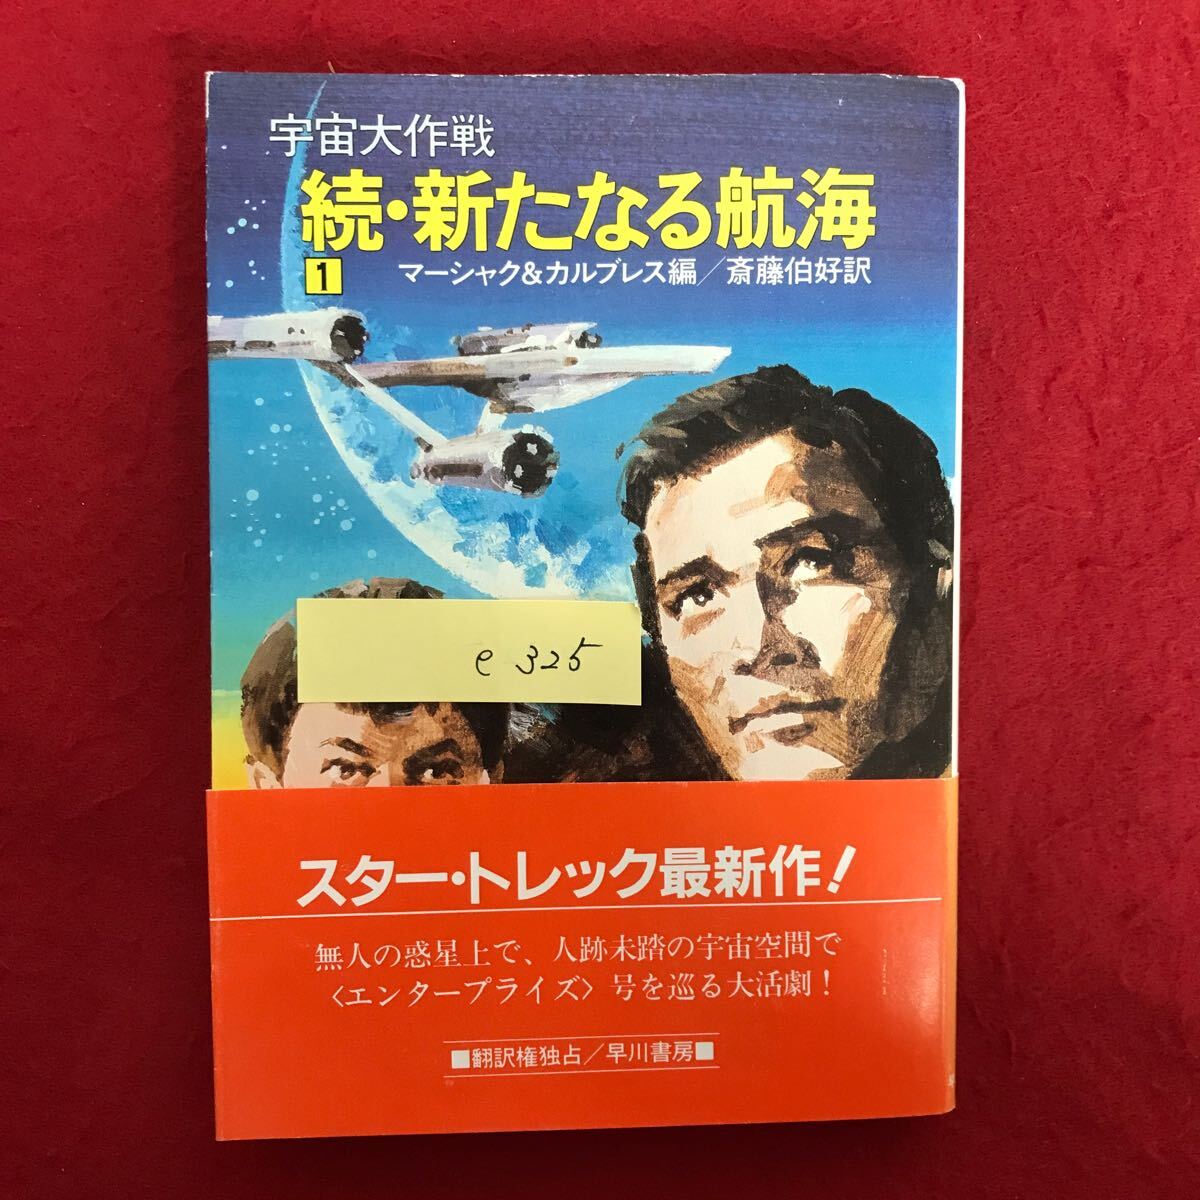 宇宙大作戦
続・新たなる航海
1
マーシャク&カルブレス編／斎藤伯好訳
e 325
スター・トレック最新作!
無人の惑星上で、人跡未踏の宇宙空間で
〈エンタープライズ〉号を巡る大活劇!
■翻訳権独占／早川書房■